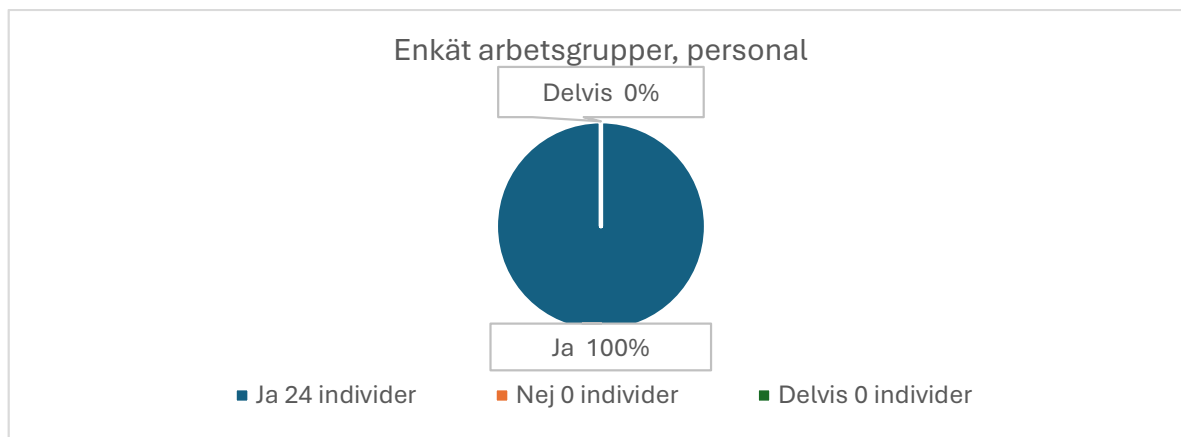 Enkät arbetsgrupper, personal
Delvis 0%
Ja 100%
Ja 24 individer
Nej 0 individer
Delvis 0 individer